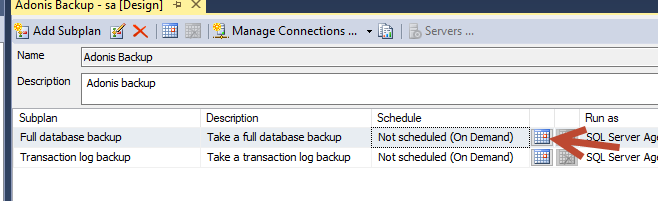 Adonis Backup - sa [Design]
Add Subplan Manage Connections ... Servers ...
Name Adonis Backup
Description Adonis backup
Subplan Description Schedule Run as
Full database backup Take a full database backup Not scheduled (On Demand) SQL Server Age
Transaction log backup Take a transaction log backup Not scheduled (On Demand) SQL Server Age